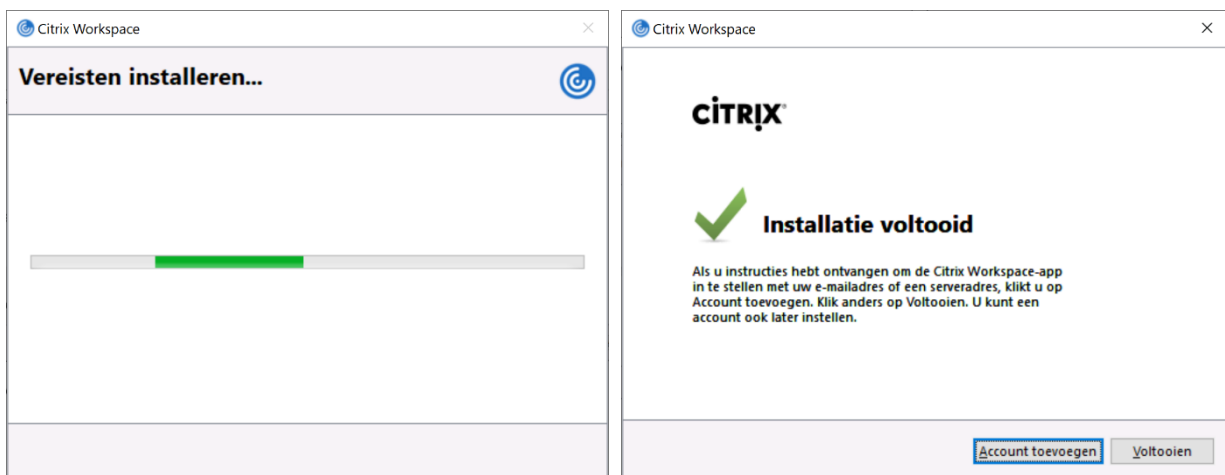 Citrix Workspace
Vereisten installeren...
Citrix Workspace
CİTRIX®
Installatie voltooid
Als u instructies hebt ontvangen om de Citrix Workspace-app
in te stellen met uw e-mailadres of een serveradres, klikt u op
Account toevoegen. Klik anders op Voltooien. U kunt een
account ook later instellen.
Account toevoegen
Voltooien